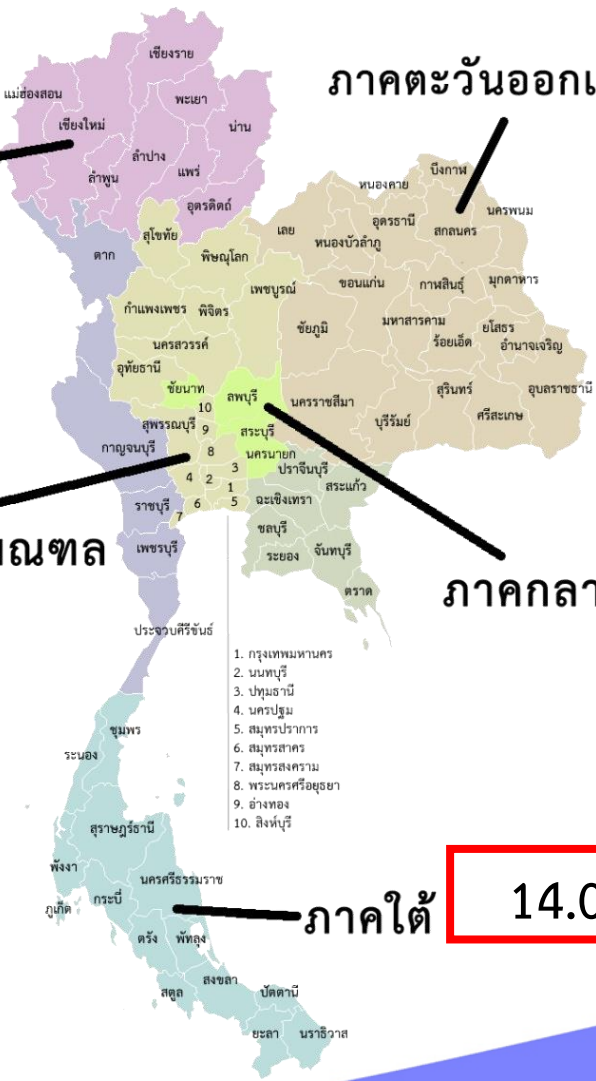 เชียงราย
ภาคตะวันออกเ
แม่ฮ่องสอน
พะเยา
เชียงใหม่
น่าน
ลำปาง
แพร่
ลำพูน
อุตรดิตถ์
บึงกาฬ
หนองคาย
นครพนม
อุดรธานี
สกลนคร
เลย
หนองบัวลำภู
สุโขทัย
ตาก
พิษณุโลก
เพชบูรณ์
ขอนแก่น
กาฬสินธุ์
มุกดาหาร
กำแพงเพชร
พิจิตร
ชัยภูมิ
มหาสารคาม
ยโสธร
ร้อยเอ็ด
อำนาจเจริญ
นครสวรรค์
อุทัยธานี
ชัยนาท
ลพบุรี
นครราชสีมา
สุรินทร์
อุบลราชธานี
บุรีรัมย์
ศรีสะเกษ
10
สุพรรณบุรี
9
สระบุรี
กาญจนบุรี
8
นครนายก
3
ปราจีนบุรี
4
2
1
สระแก้ว
ราชบุรี
7
6
5
ฉะเชิงเทรา
ชลบุรี
มณฑล
เพชรบุรี
ระยอง
จันทบุรี
ตราด
ภาคกลา
ประจวบคีรีขันธ์
1. กรุงเทพมหานคร
2. นนทบุรี
3. ปทุมธานี
4. นครปฐม
5. สมุทรปราการ
6. สมุทรสาคร
7. สมุทรสงคราม
8. พระนครศรีอยุธยา
9. อ่างทอง
10. สิงห์บุรี
ชุมพร
ระนอง
สุราษฎร์ธานี
พังงา
นครศรีธรรมราช
ภูเก็ต
กระบี่
ภาคใต้
14.0
ตรัง
พัทลุง
สตูล
สงขลา
ปัตตานี
ยะลา
นราธิวาส